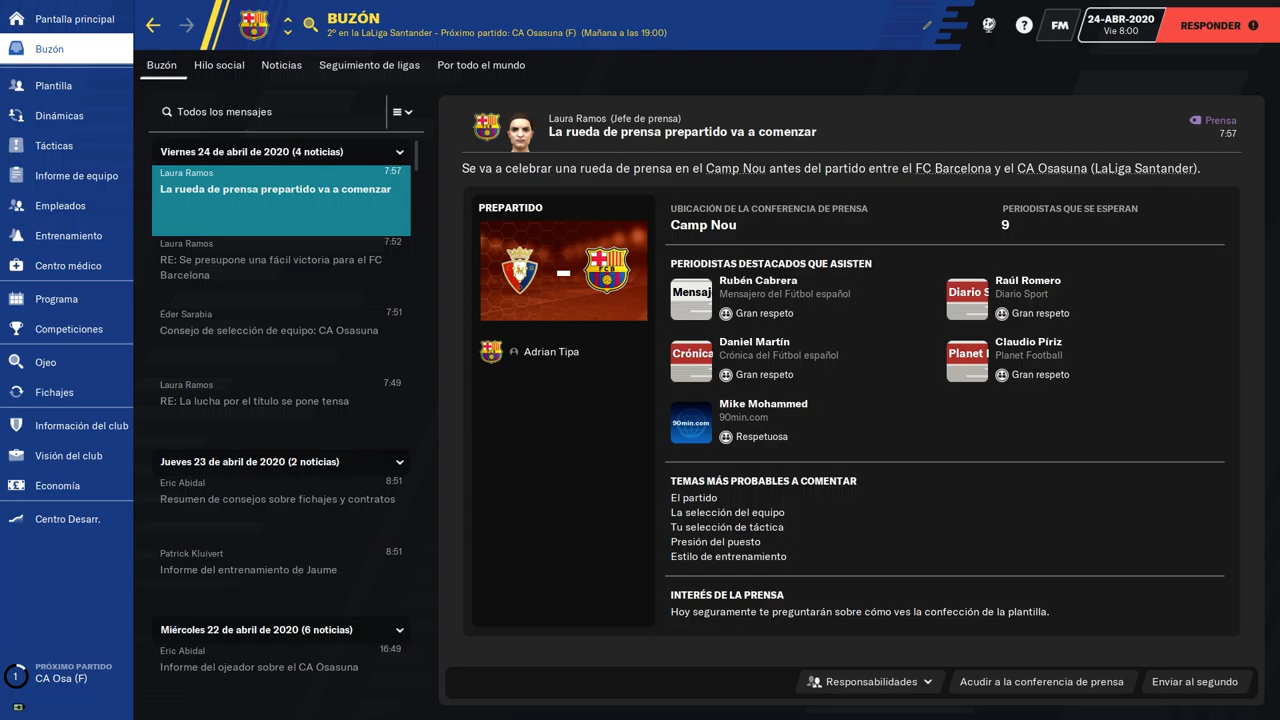 Pantalla principal
Buzón
Plantilla
Dinámicas
Tácticas
Informe de equipo
Empleados
Entrenamiento
Centro médico
Programa
Competiciones
Ojeo
Fichajes
Información del club
Visión del club
Economía
Centro Desarr.
1
PRÓXIMO PARTIDO
CA Osa (F)
BUZÓN
2º en la LaLiga Santander - Próximo partido: CA Osasuna (F) (Mañana a las 19:00)
?
FM
24-ABR-2020
Vie 8:00
RESPONDER
Buzón Hilo social Noticias Seguimiento de ligas Por todo el mundo
Todos los mensajes
Viernes 24 de abril de 2020 (4 noticias)
Laura Ramos 7:57
La rueda de prensa prepartido va a comenzar
Laura Ramos 7:52
RE: Se presupone una fácil victoria para el FC
Barcelona
Éder Sarabia 7:51
Consejo de selección de equipo: CA Osasuna
Laura Ramos 7:49
RE: La lucha por el título se pone tensa
Jueves 23 de abril de 2020 (2 noticias)
Eric Abidal 8:51
Resumen de consejos sobre fichajes y contratos
Patrick Kluivert 8:51
Informe del entrenamiento de Jaume
Miércoles 22 de abril de 2020 (6 noticias)
Eric Abidal 16:49
Informe del ojeador sobre el CA Osasuna
Laura Ramos (Jefe de prensa)
La rueda de prensa prepartido va a comenzar
Prensa
7:57
Se va a celebrar una rueda de prensa en el Camp Nou antes del partido entre el FC Barcelona y el CA Osasuna (LaLiga Santander).
PREPARTIDO
FCB
Adrian Tipa
UBICACIÓN DE LA CONFERENCIA DE PRENSA
Camp Nou
PERIODISTAS QUE SE ESPERAN
9
PERIODISTAS DESTACADOS QUE ASISTEN
Mensaj
Rubén Cabrera
Mensajero del Fútbol español
Gran respeto
Diario S
Raúl Romero
Diario Sport
Gran respeto
Crónica
Daniel Martín
Crónica del Fútbol español
Gran respeto
Planet
Claudio Píriz
Planet Football
Gran respeto
90min.com
Mike Mohammed
90min.com
Respetuosa
TEMAS MÁS PROBABLES A COMENTAR
El partido
La selección del equipo
Tu selección de táctica
Presión del puesto
Estilo de entrenamiento
INTERÉS DE LA PRENSA
Hoy seguramente te preguntarán sobre cómo ves la confección de la plantilla.
Responsabilidades
Acudir a la conferencia de prensa
Enviar al segundo